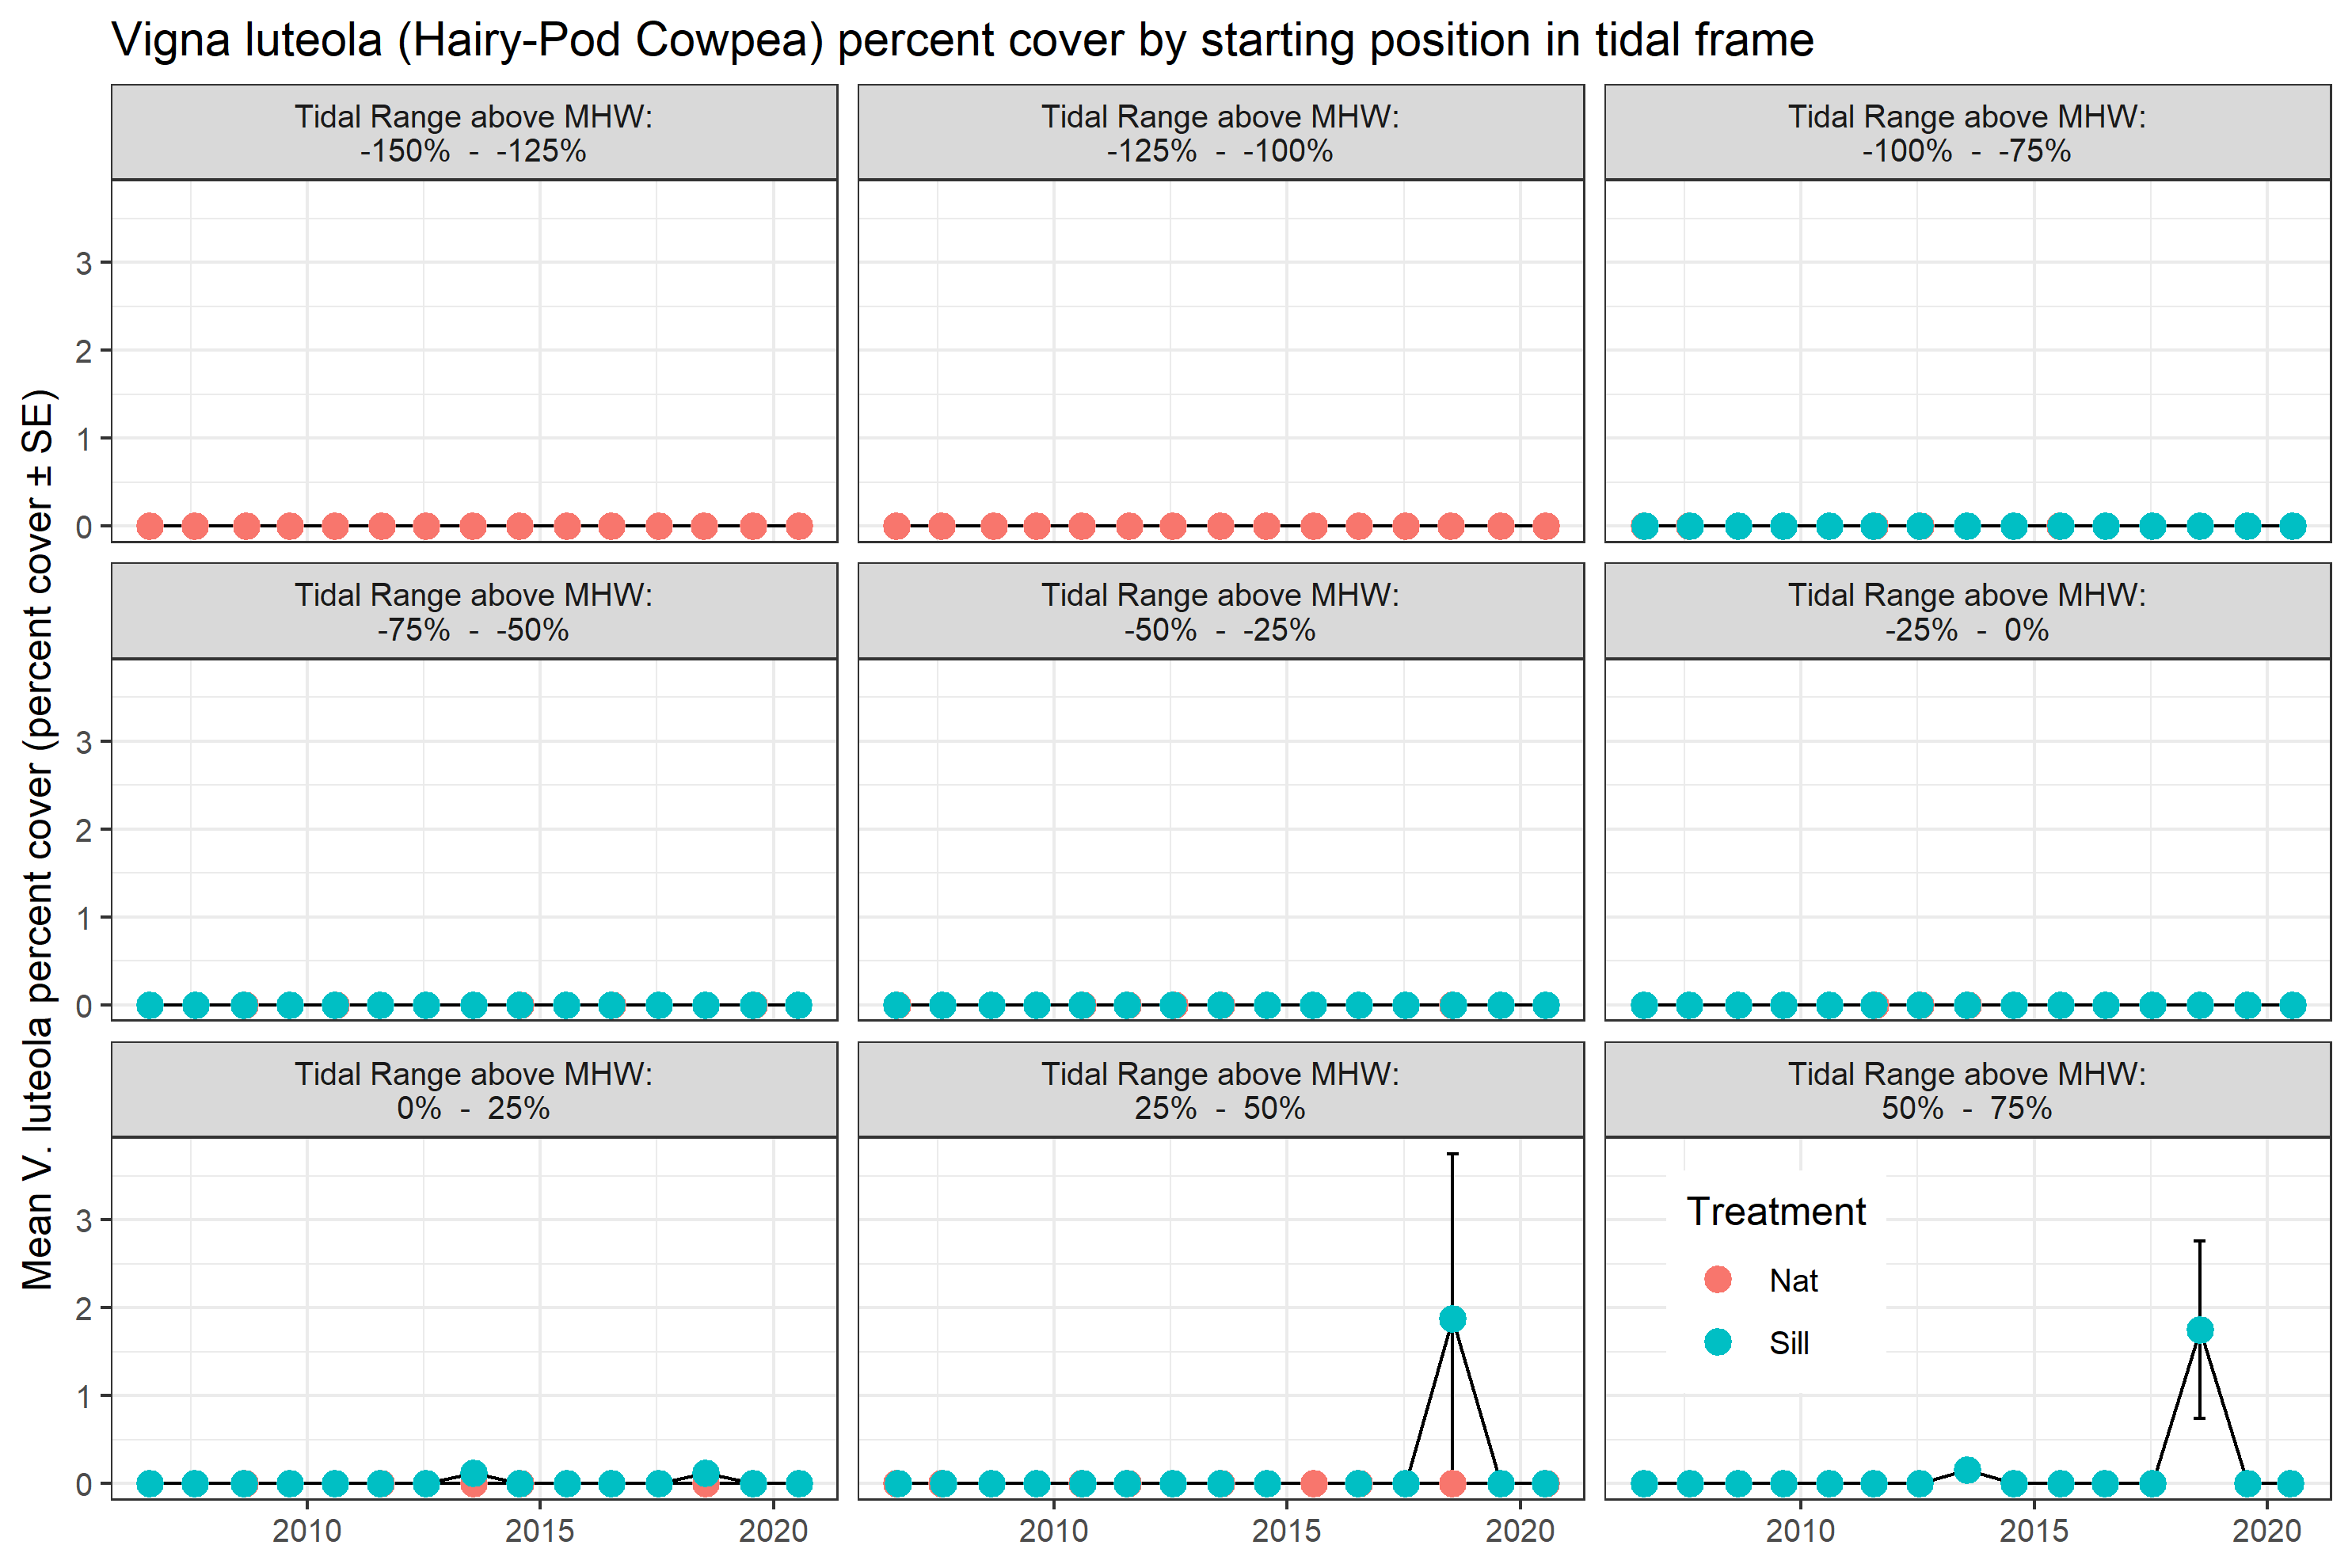 Vigna luteola (Hairy-Pod Cowpea) percent cover by starting position in tidal frame
Mean V. luteola percent cover (percent cover ± SE)
Tidal Range above MHW:
-150% - -125%
Tidal Range above MHW:
-125% - -100%
Tidal Range above MHW:
-100% - -75%
3
2
1
0
Tidal Range above MHW:
-75% - -50%
Tidal Range above MHW:
-50% - -25%
Tidal Range above MHW:
-25% - 0%
3
2
1
0
Tidal Range above MHW:
0% - 25%
Tidal Range above MHW:
25% - 50%
Tidal Range above MHW:
50% - 75%
3
2
1
0
Treatment
Nat
Sill
2010 2015 2020
2010 2015 2020
2010 2015 2020